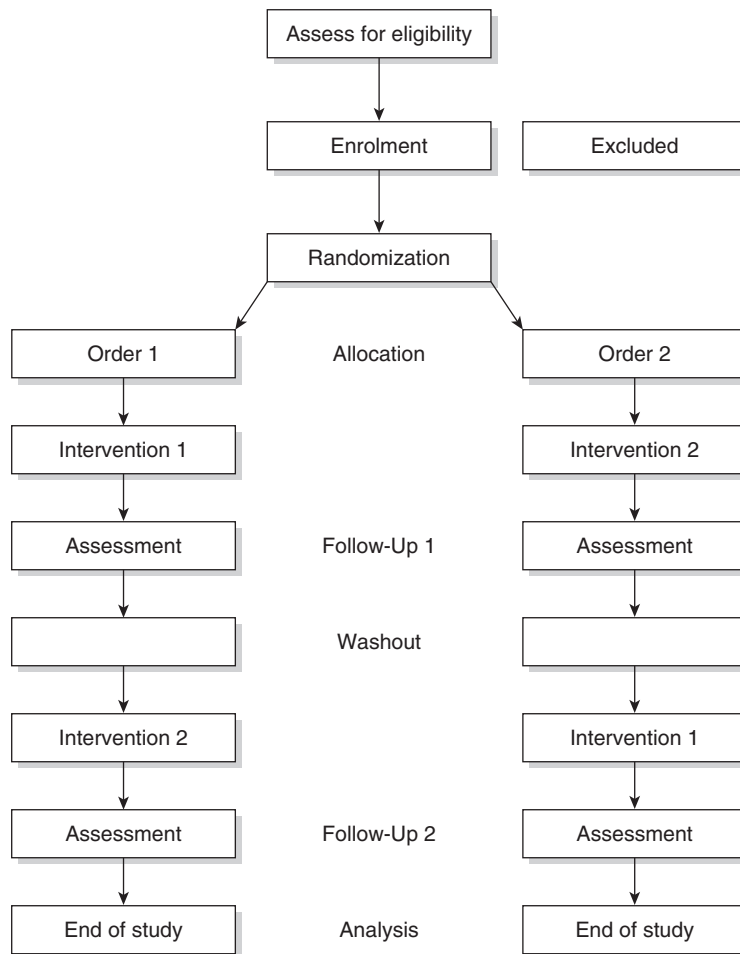 Assess for eligibility
Enrolment
Excluded
Randomization
Order 1
Allocation
Order 2
Intervention 1
Intervention 2
Assessment
Follow-Up 1
Assessment
Washout
Intervention 2
Intervention 1
Assessment
Follow-Up 2
Assessment
End of study
Analysis
End of study